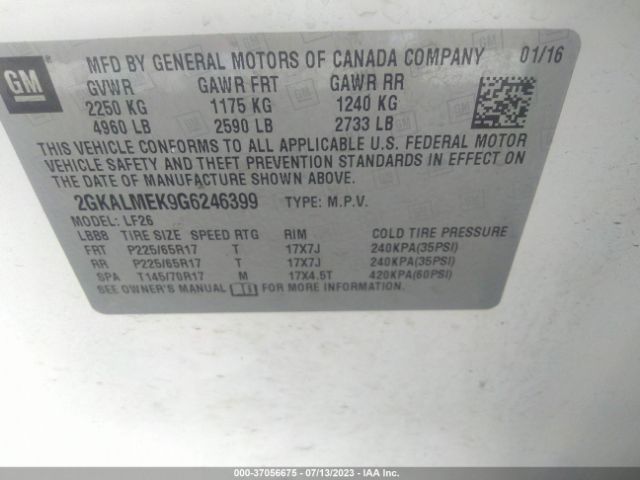 GM
MFD BY GENERAL MOTORS OF CANADA COMPANY 01/16
GVWR GAWR FRT GAWR RR
2250 KG 1175 KG 1240 KG
4960 LB 2590 LB 2733 LB
THIS VEHICLE CONFORMS TO ALL APPLICABLE U.S. FEDERAL MOTOR
VEHICLE SAFETY AND THEFT PREVENTION STANDARDS IN EFFECT ON
THE DATE OF MANUFACTURE SHOWN ABOVE.
2GKALMEK9G6246399 TYPE: M.P.V.
MODEL: LF26
LB88 TIRE SIZE SPEED RTG RIM COLD TIRE PRESSURE
FRT P225/65R17 T 17X7J 240KPA(35PSI)
RR P225/65R17 T 17X7J 240KPA(35PSI)
SPA T145/70R17 M 17X4.5T 420KPA(60PSI)
SEE OWNER'S MANUAL FOR MORE INFORMATION.
000-37056675 / 07/13/2023 / IAA Inc.